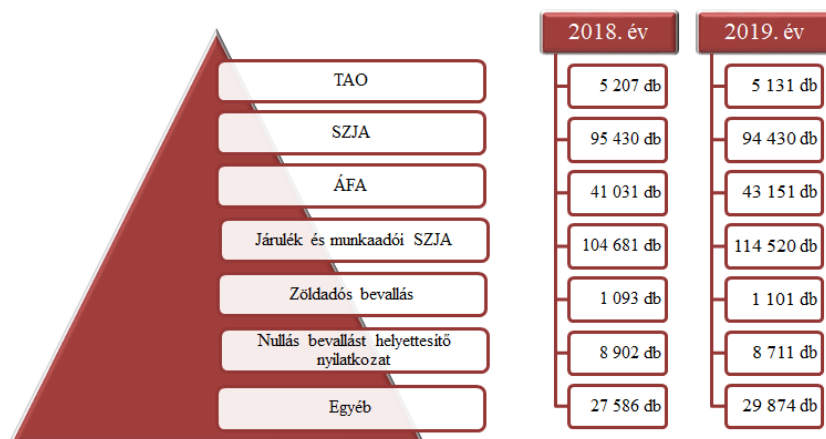 2018. év
2019. év
TAO
5 207 db
5 131 db
SZJA
95 430 db
94 430 db
ÁFA
41 031 db
43 151 db
Járulék és munkaadói SZJA
104 681 db
114 520 db
Zöldadós bevallás
1 093 db
1 101 db
Nullás bevallást helyettesítő
nyilatkozat
8 902 db
8 711 db
Egyéb
27 586 db
29 874 db